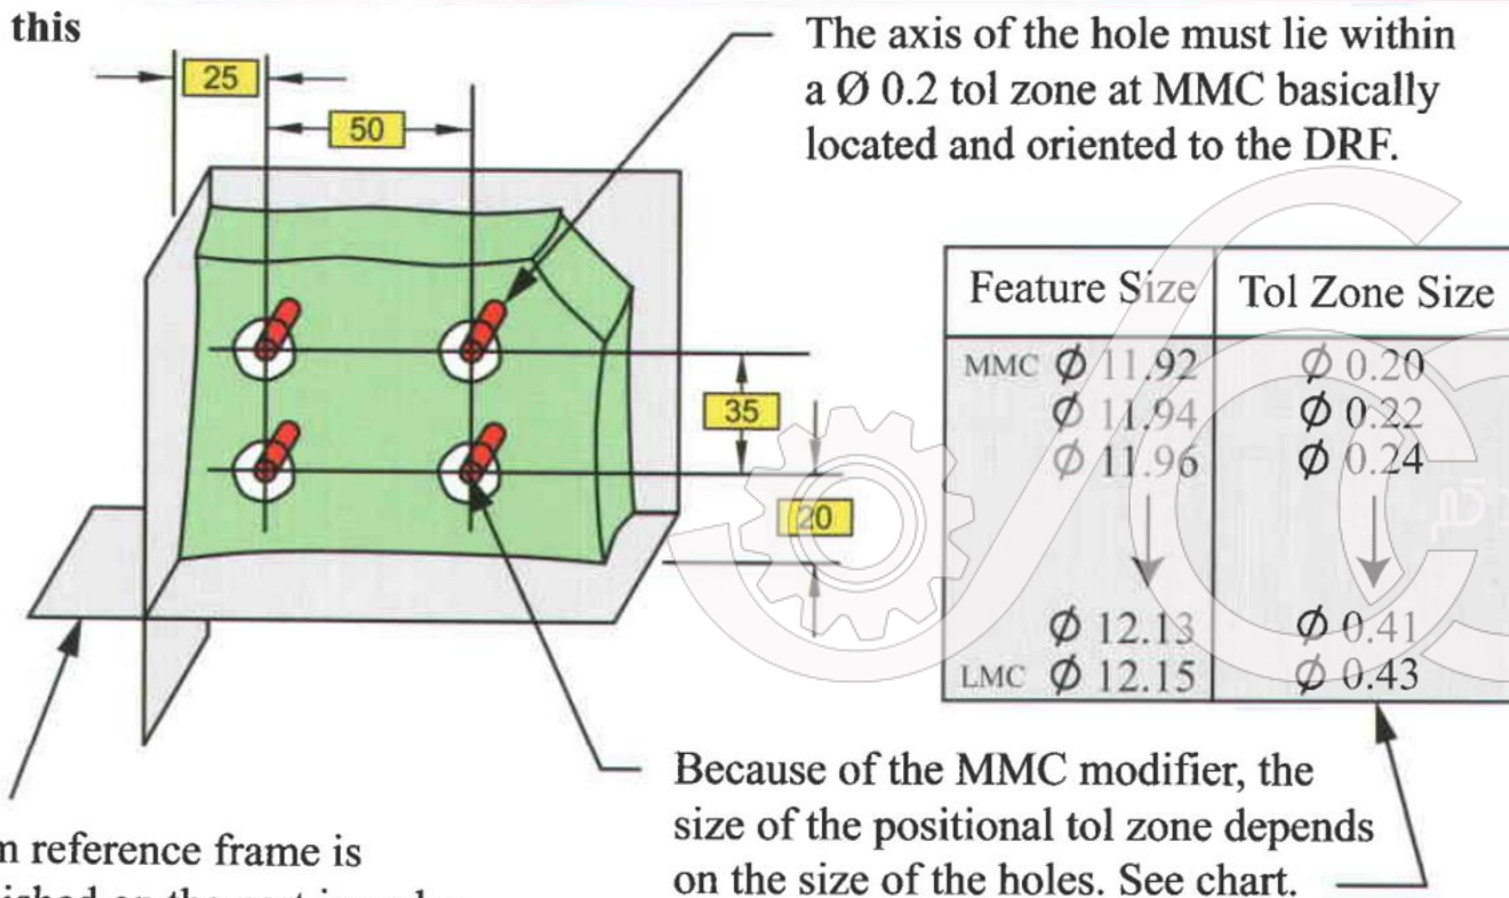 this
25
50
The axis of the hole must lie within
a Ø 0.2 tol zone at MMC basically
located and oriented to the DRF.
35
20
Feature Size Tol Zone Size
MMC Ø 11.92 Ø 0.20
Ø 11.94 Ø 0.22
Ø 11.96 Ø 0.24
Ø 12.13 Ø 0.41
LMC Ø 12.15 Ø 0.43
Because of the MMC modifier, the
size of the positional tol zone depends
on the size of the holes. See chart.
reference frame is